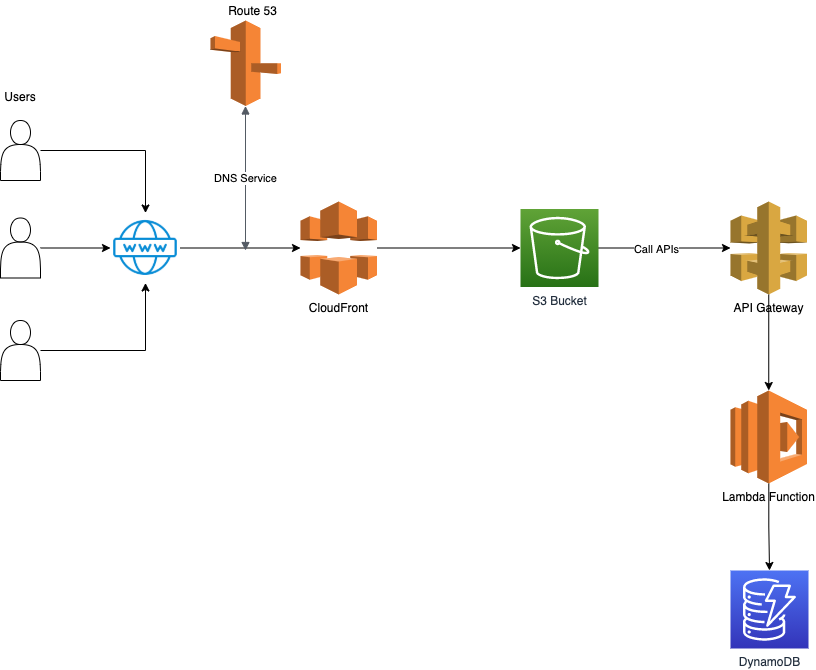 Route 53
Users
DNS Service
WWW
CloudFront
S3 Bucket
Call APIs
API Gateway
Lambda Function
DynamoDB